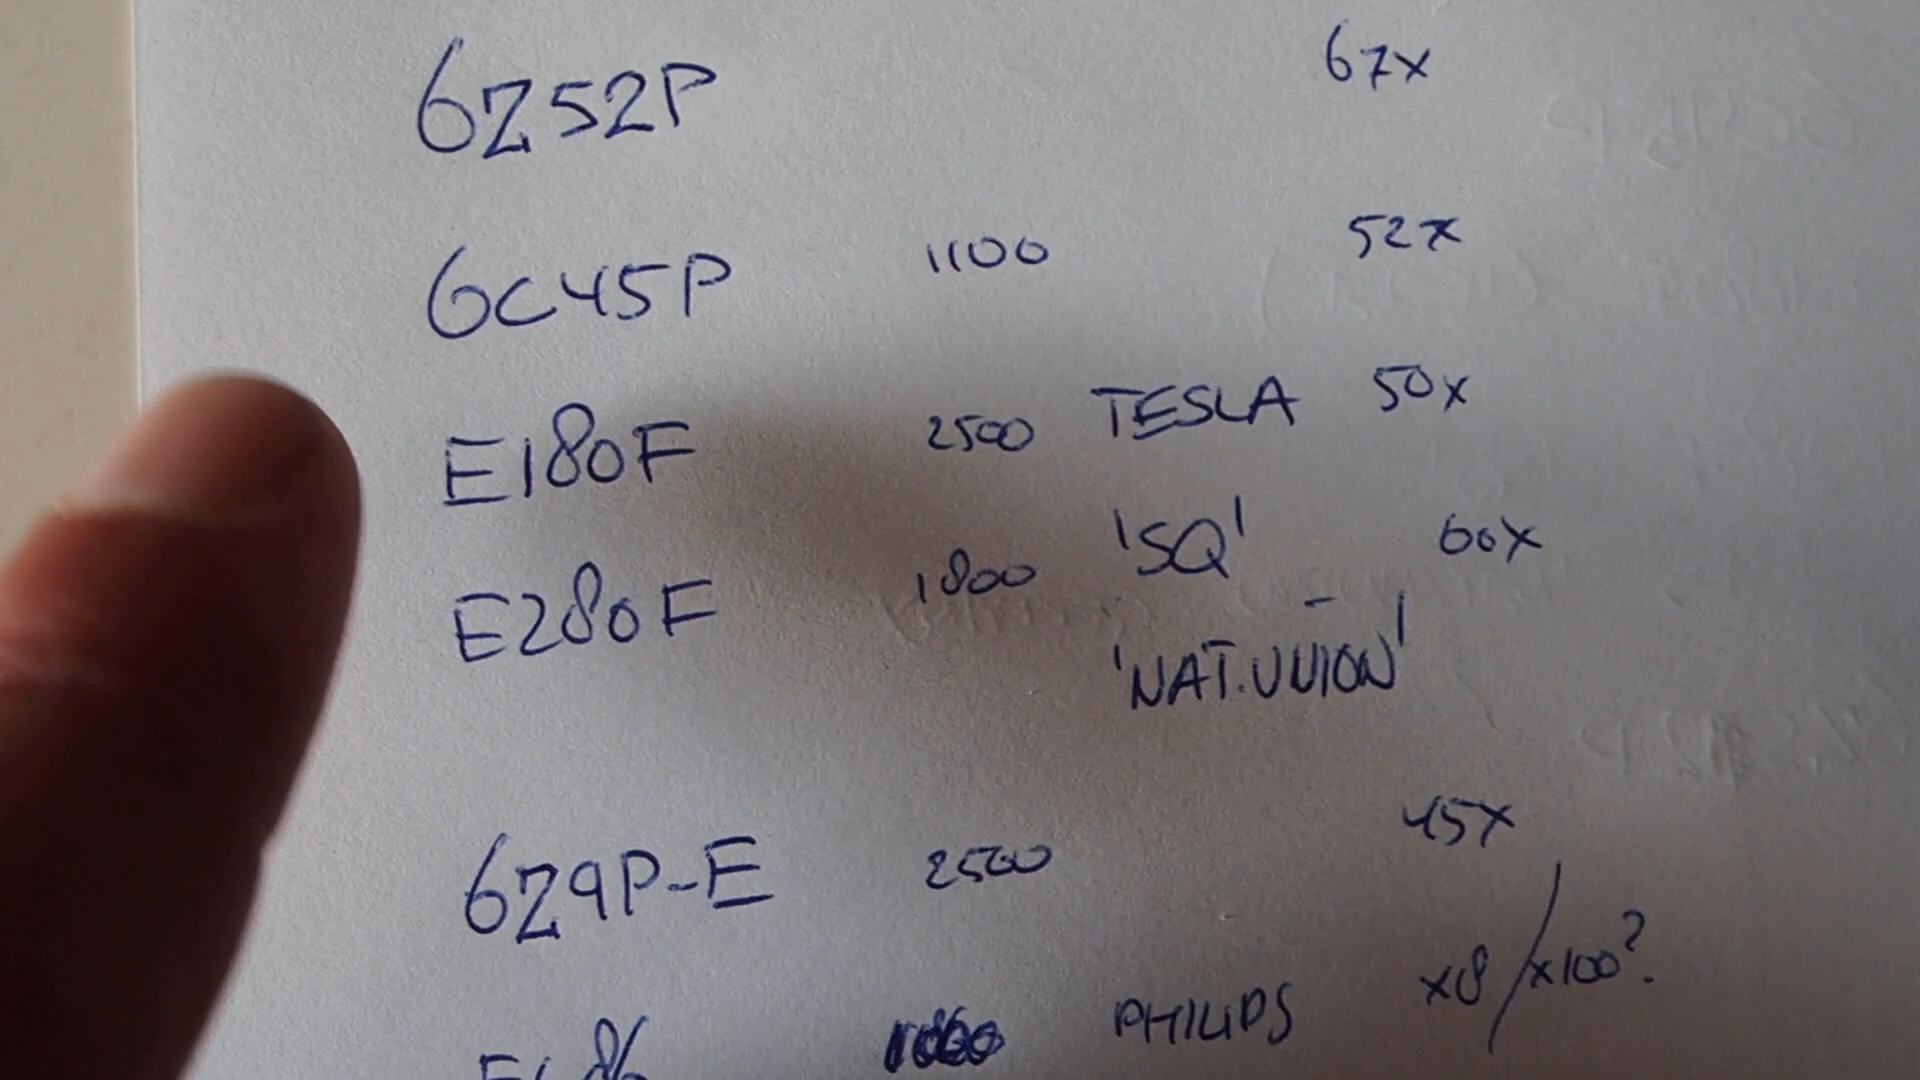 6Z52P 67x
6C45P 1100 52x
E180F 2500 TESLA 50x
E280F 1800 'SQ' 60x
'NAT.UNION'
6Z9P-E 2500 45x
PHILIPS x8/x100?